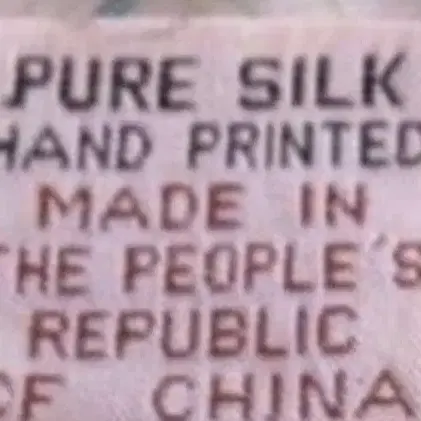 PURE SILK
HAND PRINTED
MADE IN
THE PEOPLE'S
REPUBLIC
OF CHINA